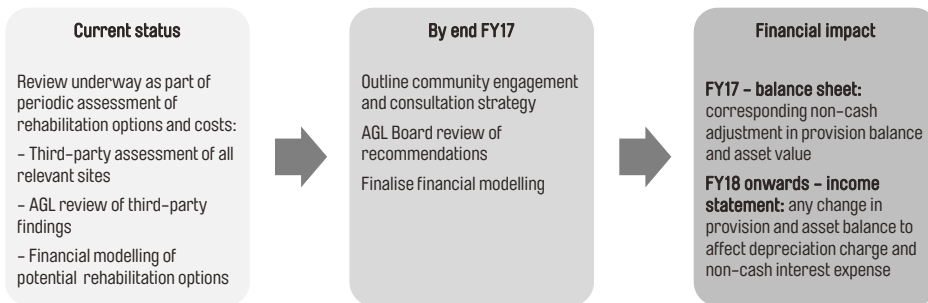 Current status
Review underway as part of
periodic assessment of
rehabilitation options and costs:
- Third-party assessment of all
relevant sites
- AGL review of third-party
findings
- Financial modelling of
potential rehabilitation options
By end FY17
Outline community engagement
and consultation strategy
AGL Board review of
recommendations
Finalise financial modelling
Financial impact
FY17 - balance sheet:
corresponding non-cash
adjustment in provision balance
and asset value
FY18 onwards - income
statement: any change in
provision and asset balance to
affect depreciation charge and
non-cash interest expense